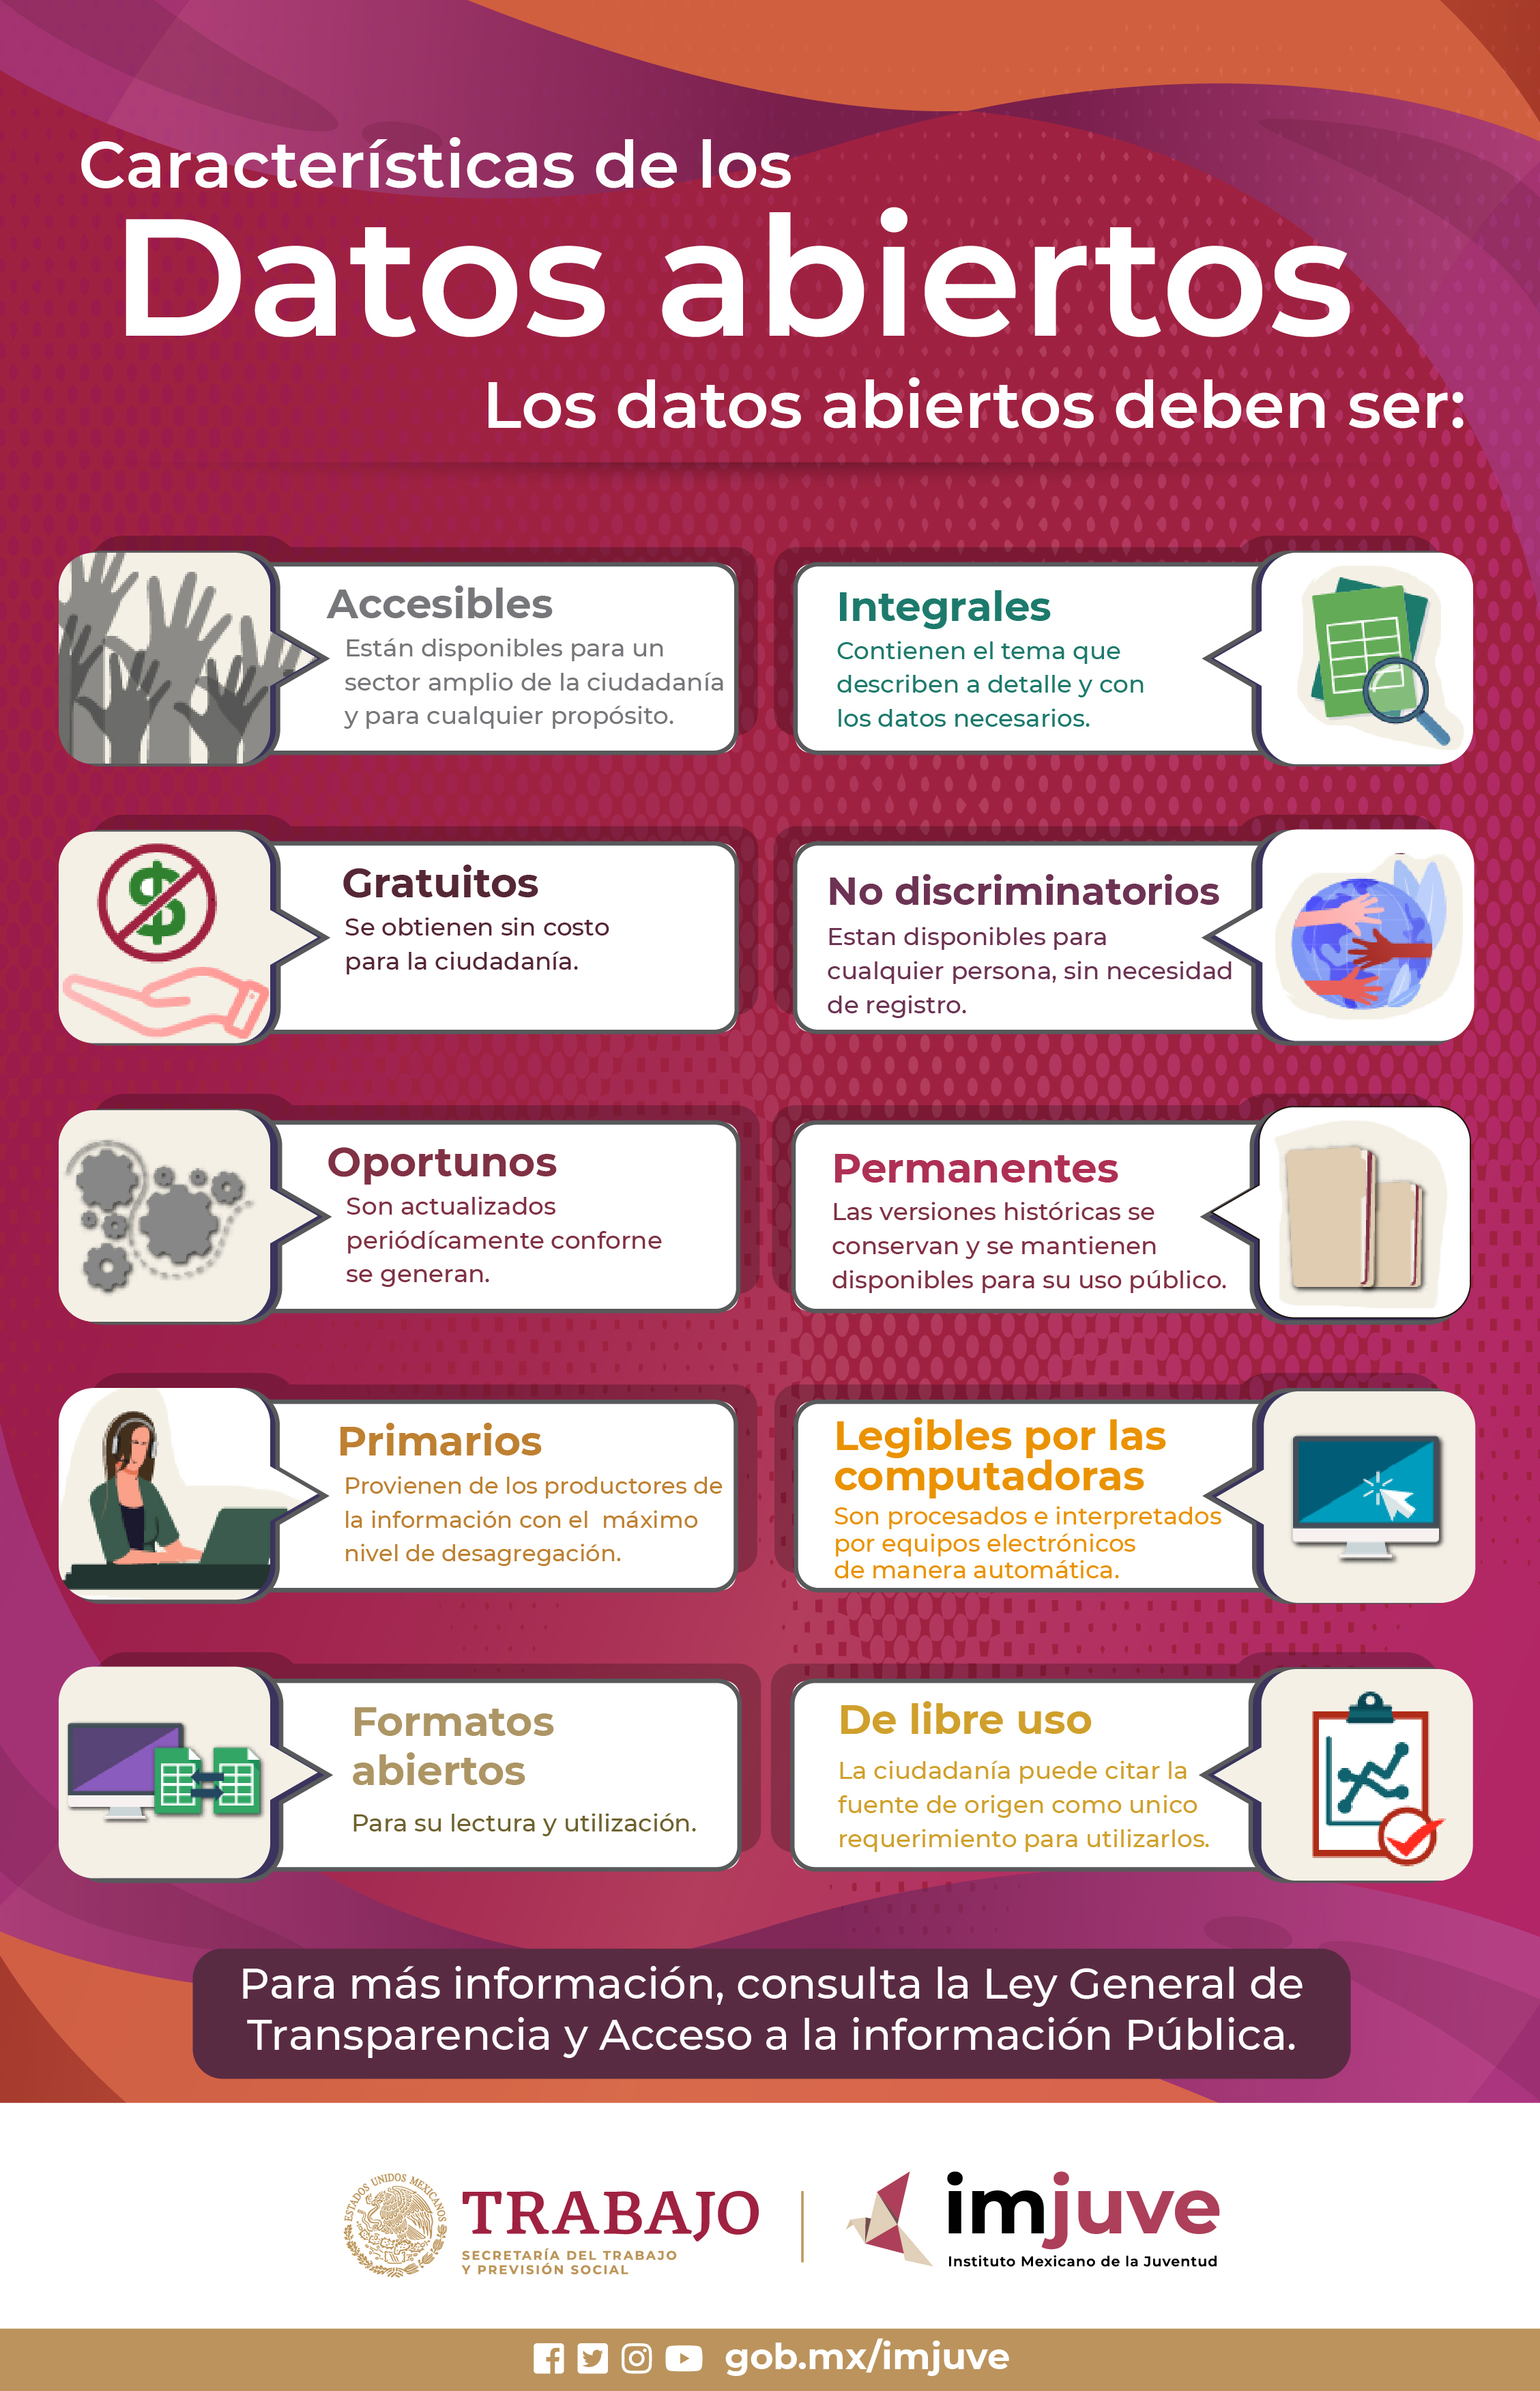 Características de los
Datos abiertos
Los datos abiertos deben ser:
Accesibles
Están disponibles para un
sector amplio de la ciudadanía
y para cualquier propósito.
Integrales
Contienen el tema que
describen a detalle y con
los datos necesarios.
Gratuitos
Se obtienen sin costo
para la ciudadanía.
No discriminatorios
Estan disponibles para
cualquier persona, sin necesidad
de registro.
Oportunos
Son actualizados
periódícamente conforne
se generan.
Permanentes
Las versiones históricas se
conservan y se mantienen
disponibles para su uso público.
Primarios
Provienen de los productores de
la información con el  máximo
nivel de desagregación.
Legibles por las
computadoras
Son procesados e interpretados
por equipos electrónicos
de manera automática.
Formatos
abiertos
Para su lectura y utilización.
De libre uso
La ciudadanía puede citar la
fuente de origen como unico
requerimiento para utilizarlos.
Para más información, consulta la Ley General de
Transparencia y Acceso a la información Pública.
ESTADOS UNIDOS MEXICANOS
TRABAJO
SECRETARÍA DEL TRABAJO
Y PREVISIÓN SOCIAL
imjuve
Instituto Mexicano de la Juventud
gob.mx/imjuve